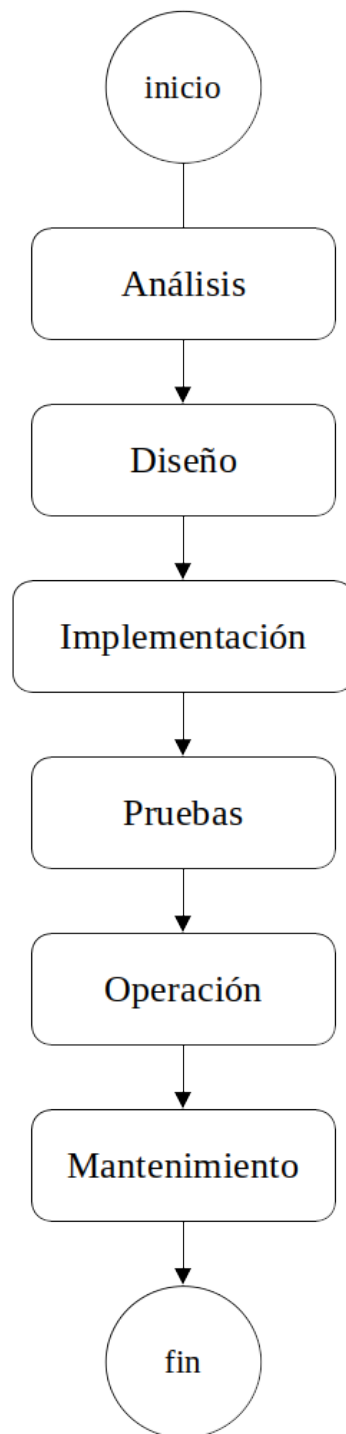 inicio
Análisis
Diseño
Implementación
Pruebas
Operación
Mantenimiento
fin